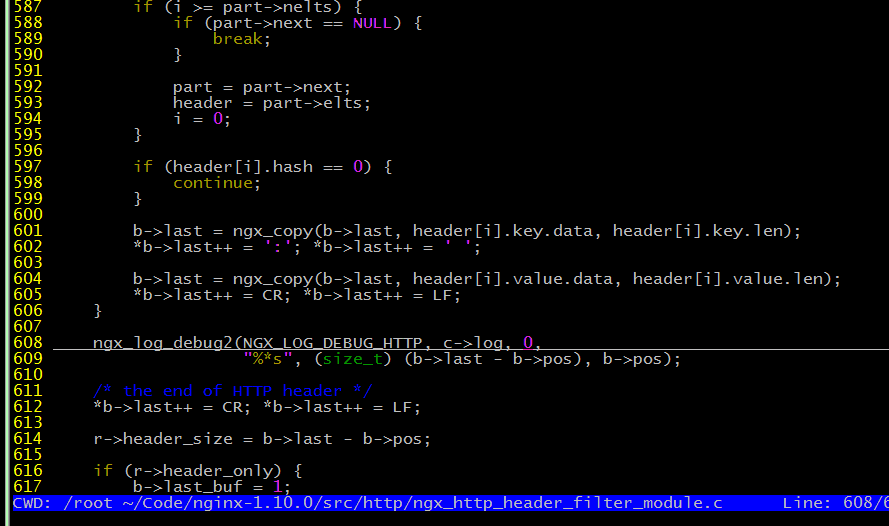 587         if (i >= part->nelts) {
588             if (part->next == NULL) {
589                 break;
590             }
591
592             part = part->next;
593             header = part->elts;
594             i = 0;
595         }
596
597         if (header[i].hash == 0) {
598             continue;
599         }
600
601         b->last = ngx_copy(b->last, header[i].key.data, header[i].key.len);
602         *b->last++ = ':'; *b->last++ = ' ';
603
604         b->last = ngx_copy(b->last, header[i].value.data, header[i].value.len);
605         *b->last++ = CR; *b->last++ = LF;
606     }
607
608     ngx_log_debug2(NGX_LOG_DEBUG_HTTP, c->log, 0,
609                    "%*s", (size_t) (b->last - b->pos), b->pos);
610
611     /* the end of HTTP header */
612     *b->last++ = CR; *b->last++ = LF;
613
614     r->header_size = b->last - b->pos;
615
616     if (r->header_only) {
617         b->last_buf = 1;
CWD: /root ~/Code/nginx-1.10.0/src/http/ngx_http_header_filter_module.c      Line: 608/6